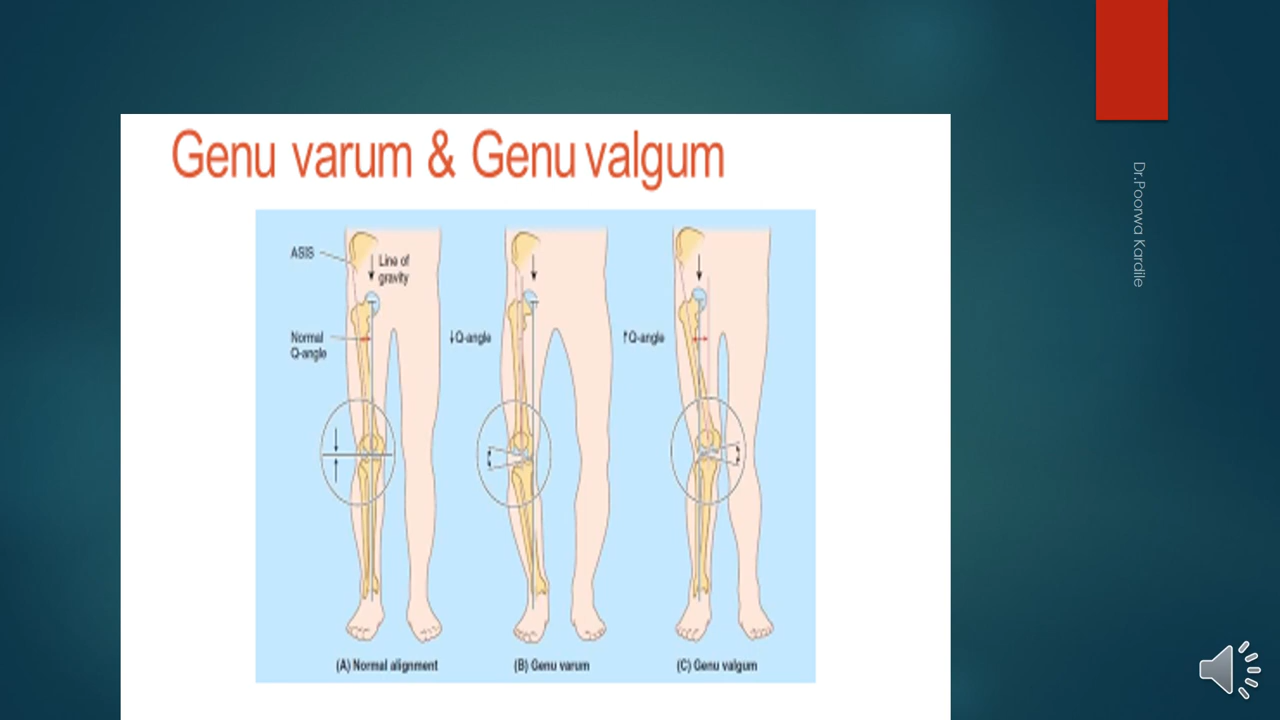 Genu varum & Genu valgum
ASIS
Line of
gravity
Normal
Q-angle
↓Q-angle
↑Q-angle
(A) Normal alignment
(B) Genu varum
(C) Genu valgum
Dr.Poorwa Kardile